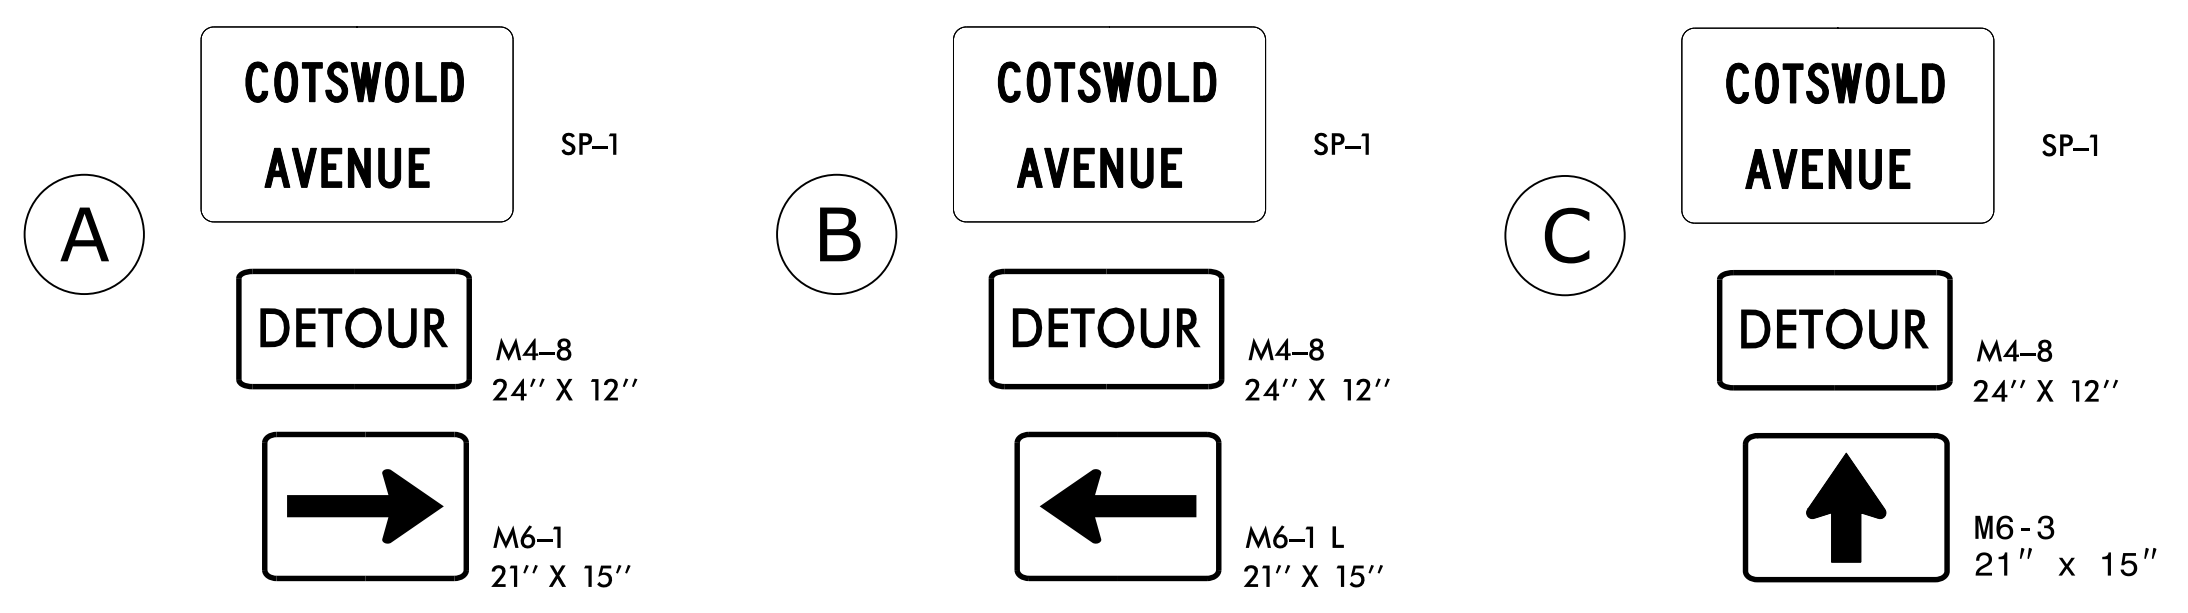 A
COTSWOLD
AVENUE
SP–1
DETOUR
M4–8
24’’ X 12’’
M6–1
21’’ X 15’’
B
COTSWOLD
AVENUE
SP–1
DETOUR
M4–8
24’’ X 12’’
M6–1 L
21’’ X 15’’
C
COTSWOLD
AVENUE
SP–1
DETOUR
M4–8
24’’ X 12’’
M6-3
21" x 15"